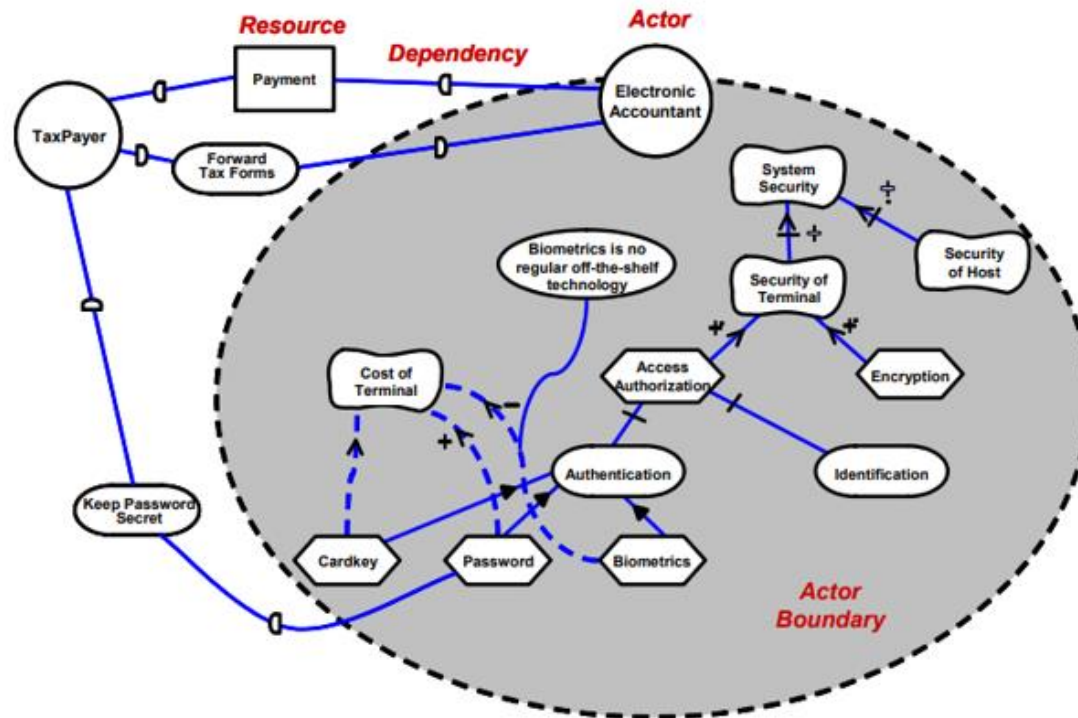 Resource
Actor
Dependency
Payment
Electronic
Accountant
TaxPayer
Forward
Tax Forms
System
Security
Biometrics is no
regular off-the-shelf
technology
Security of
Terminal
Security
of Host
Cost of
Terminal
Access
Authorization
Encryption
Authentication
Identification
Keep Password
Secret
Cardkey
Password
Biometrics
Actor
Boundary